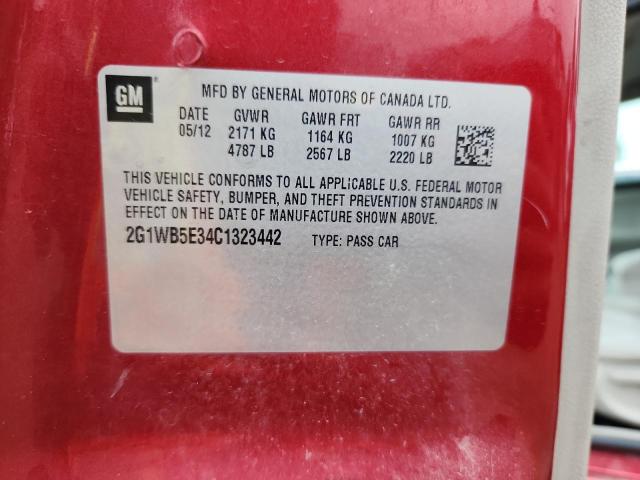 GM
MFD BY GENERAL MOTORS OF CANADA LTD.
DATE GVWR GAWR FRT GAWR RR
05/12 2171 KG 1164 KG 1007 KG
4787 LB 2567 LB 2220 LB
THIS VEHICLE CONFORMS TO ALL APPLICABLE U.S. FEDERAL MOTOR
VEHICLE SAFETY, BUMPER, AND THEFT PREVENTION STANDARDS IN
EFFECT ON THE DATE OF MANUFACTURE SHOWN ABOVE.
2G1WB5E34C1323442 TYPE: PASS CAR